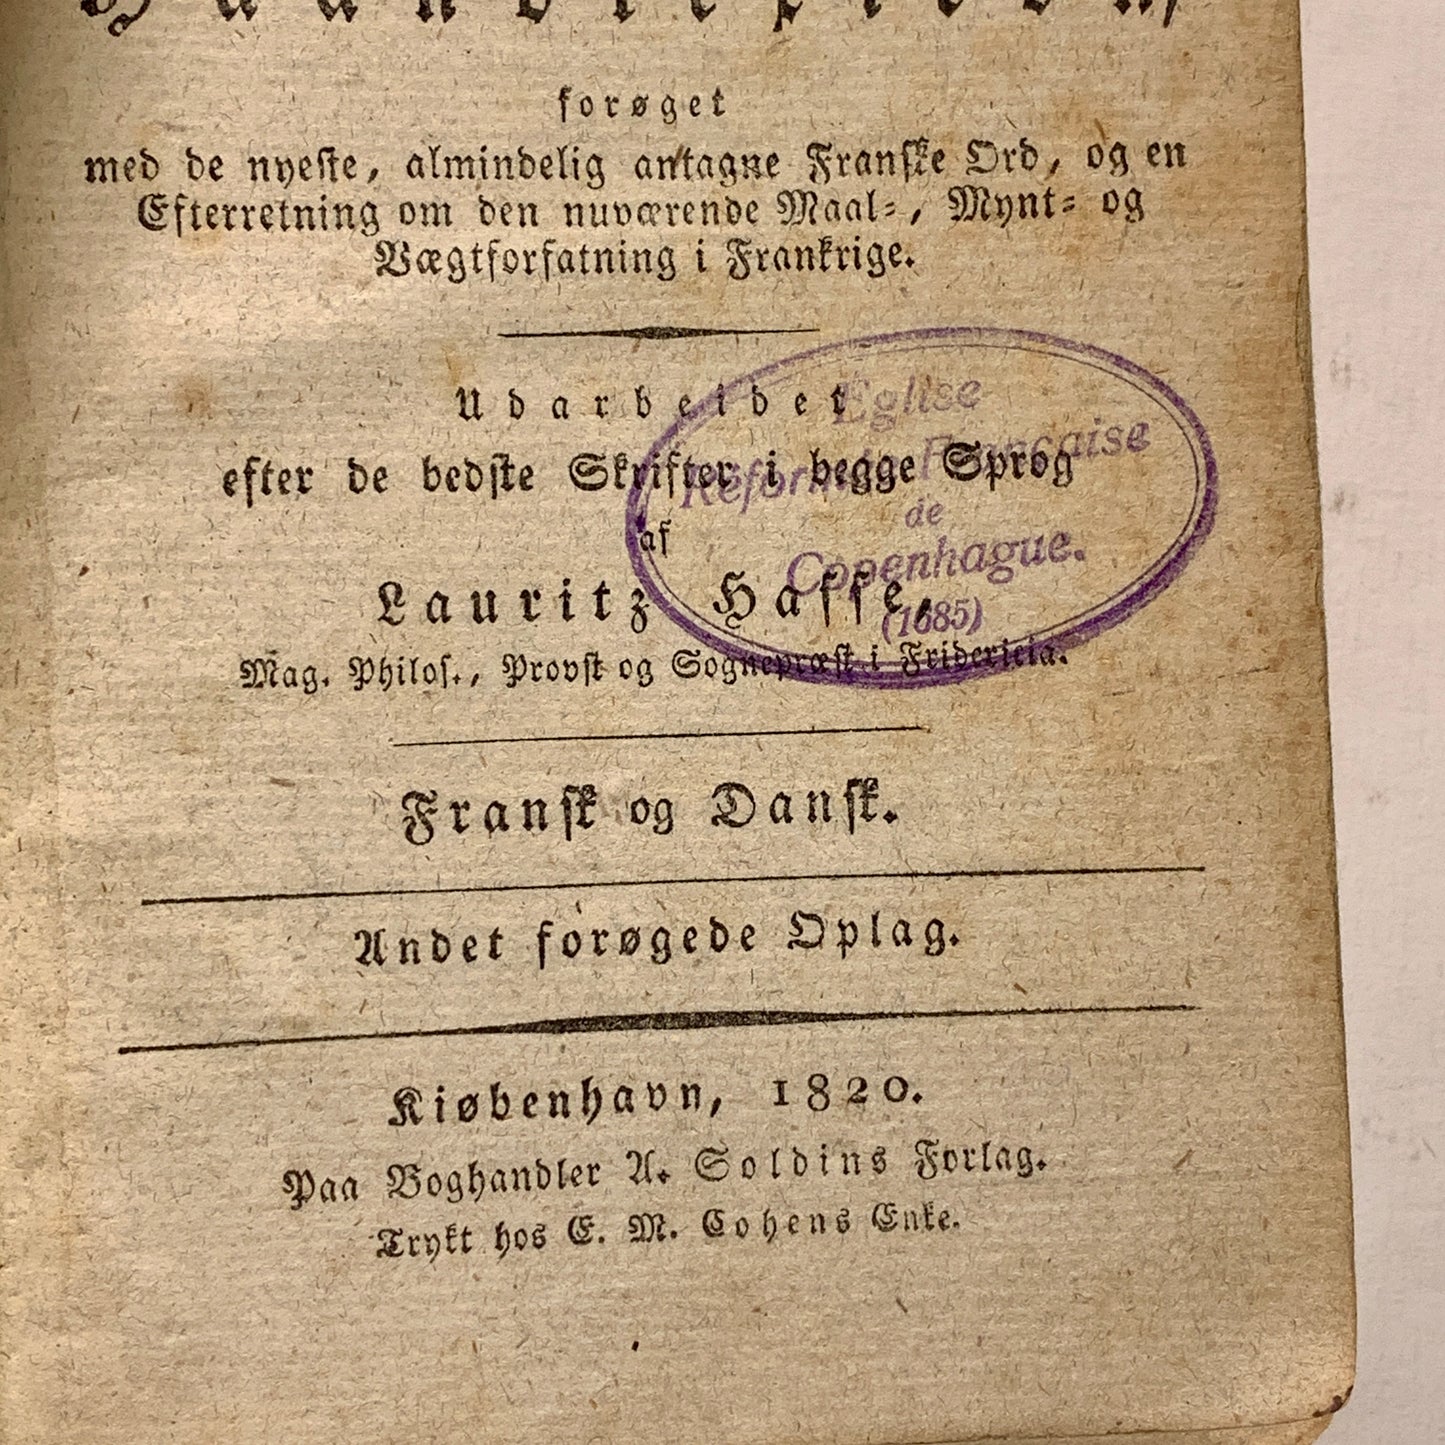 forøget
med de nyeste, almindelig antagne Franske Ord, og en
Efterretning om den nuværende Maal=, Mynt= og
Vægtforfatning i Frankrige.
Udarbeidet
efter de bedste Skrifter i begge Sprog
af
Lauritz Hasse,
Mag. Philos., Provst og Sognepræst i Fridericia.
Eglise
Réformée Française
de
Copenhague.
(1685)
Fransk og Dansk.
Andet forøgede Oplag.
Kiøbenhavn, 1820.
Paa Boghandler A. Soldins Forlag.
Trykt hos E. M. Cohens Enke.